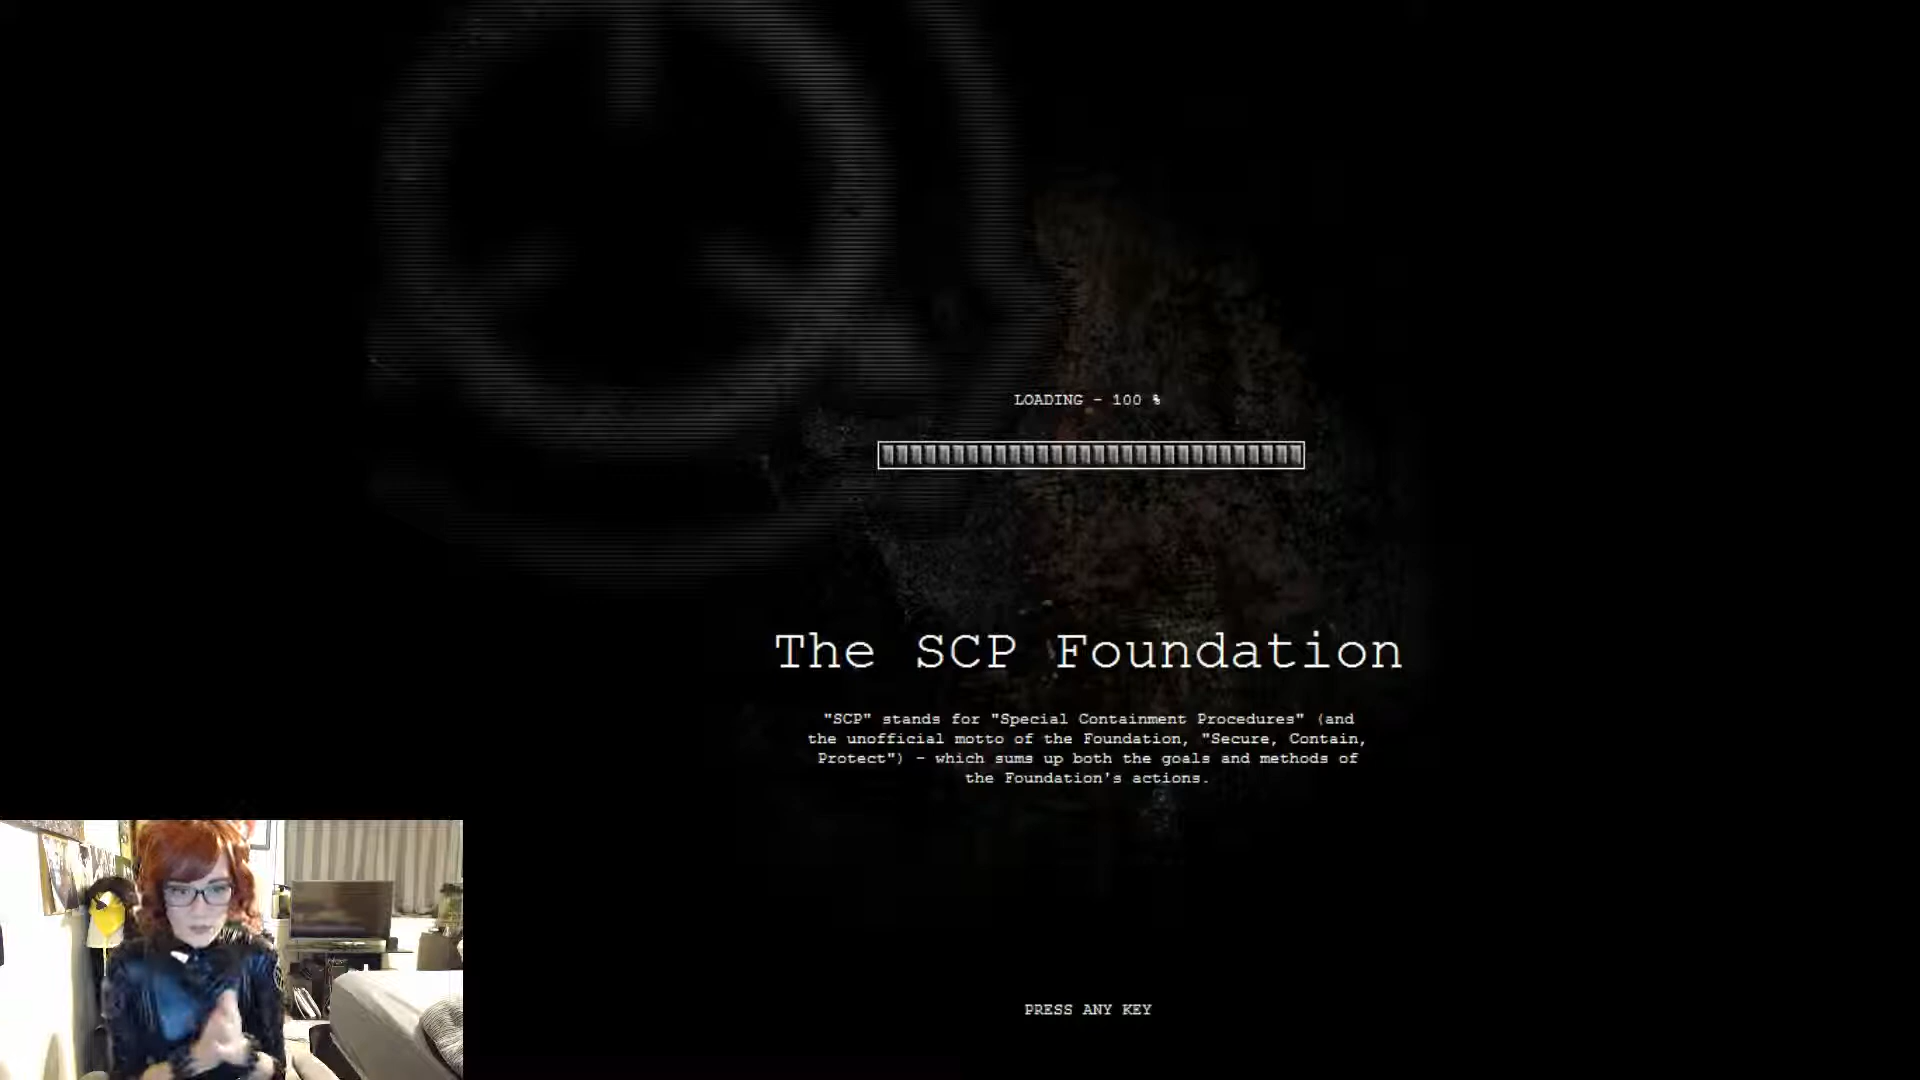 LOADING - 100 %
The SCP Foundation
"SCP" stands for "Special Containment Procedures" (and
the unofficial motto of the Foundation, "Secure, Contain,
Protect") - which sums up both the goals and methods of
the Foundation's actions.
PRESS ANY KEY